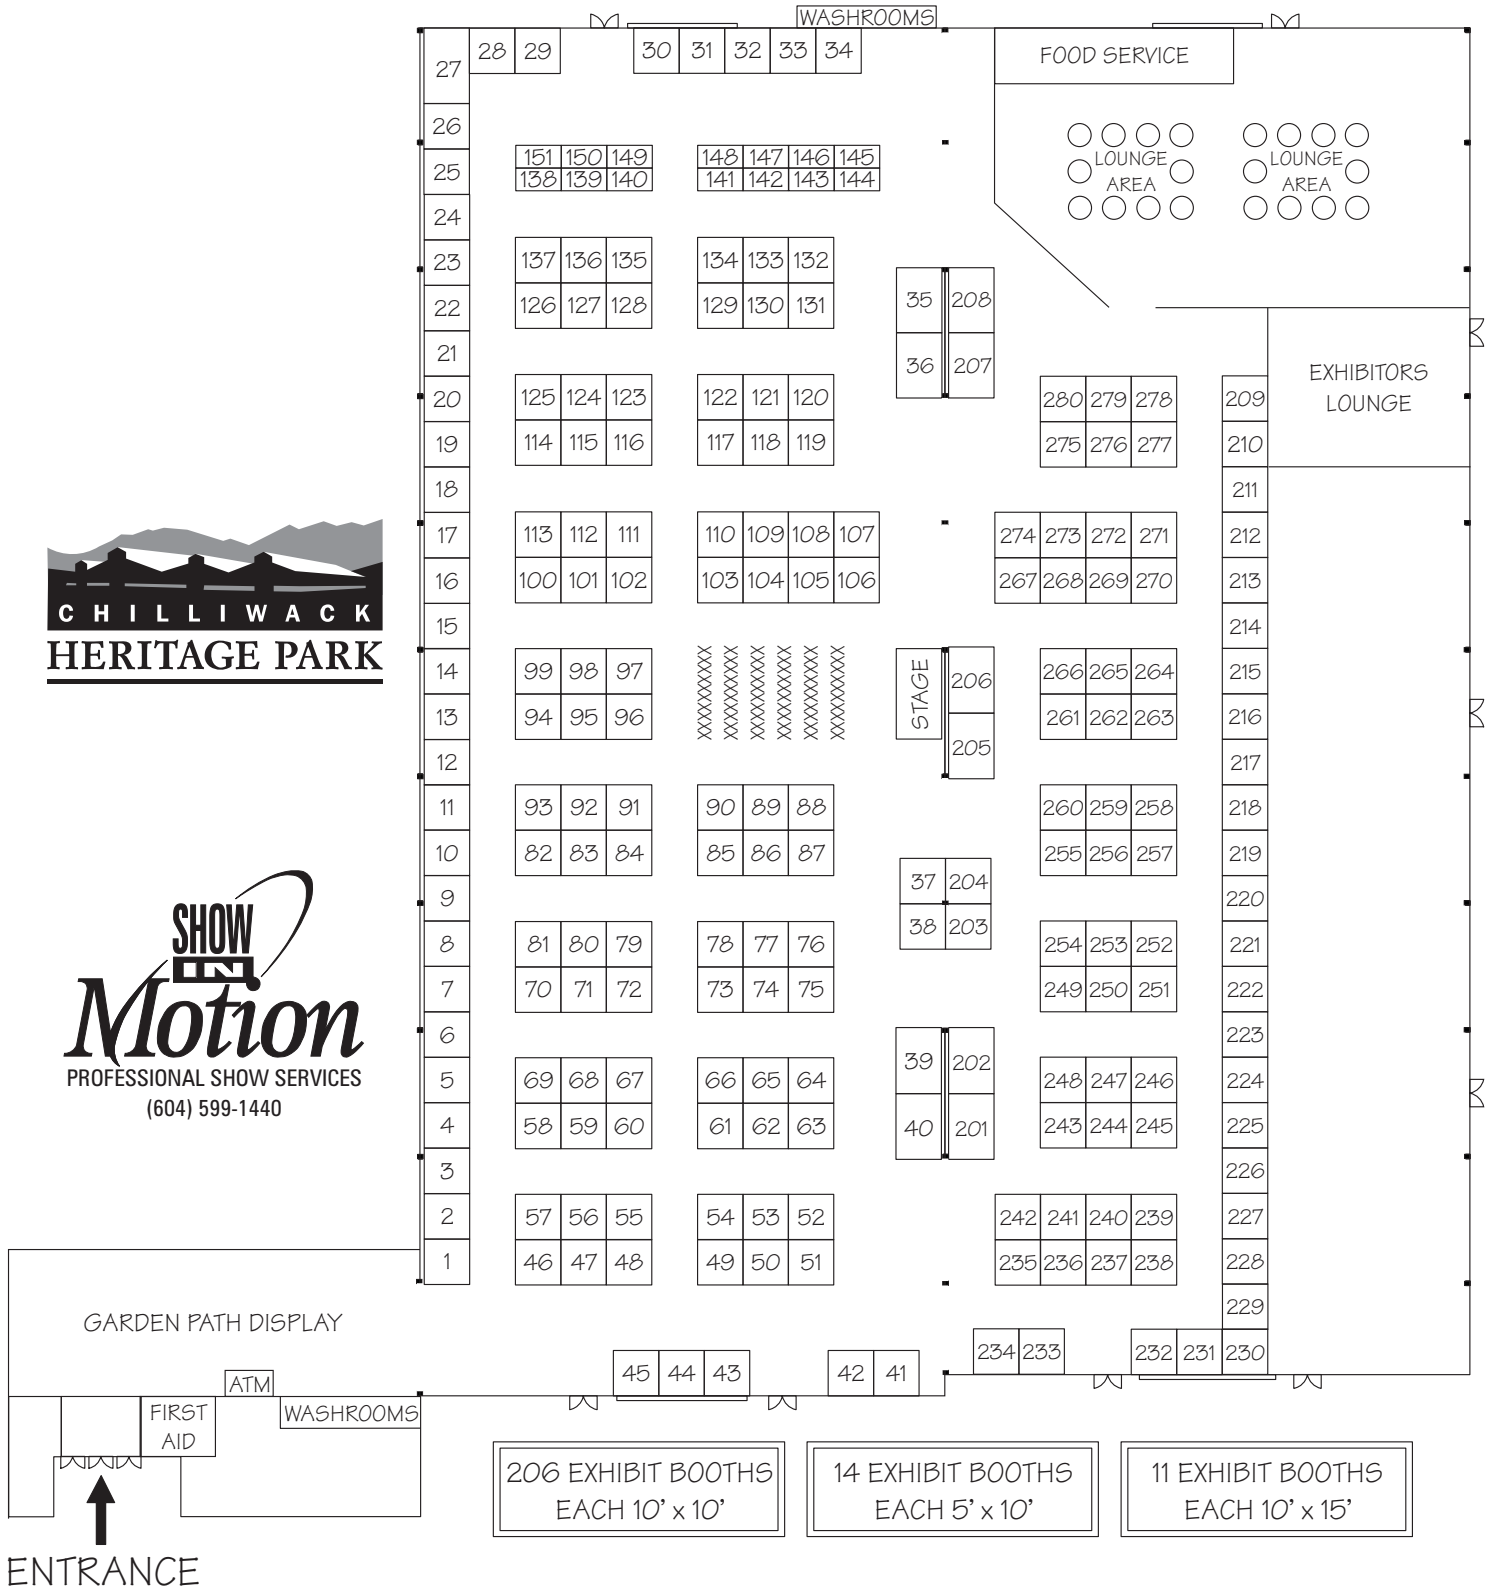 WASHROOMS
27 28 29 30 31 32 33 34
FOOD SERVICE
26
151 150 149 148 147 146 145
138 139 140 141 142 143 144
25
LOUNGE
AREA
LOUNGE
AREA
24
23 137 136 135 134 133 132
22 126 127 128 129 130 131
35 208
36 207
21
EXHIBITORS
LOUNGE
20 125 124 123 122 121 120 280 279 278 209
19 114 115 116 117 118 119 275 276 277 210
18 211
17 113 112 111 110 109 108 107 274 273 272 271 212
16 100 101 102 103 104 105 106 267 268 269 270 213
CHILLIWACK
HERITAGE PARK
15 214
14 99 98 97 266 265 264 215
STAGE
206
13 94 95 96 261 262 263 216
205
12 217
11 93 92 91 90 89 88 260 259 258 218
10 82 83 84 85 86 87 255 256 257 219
37 204
9 220
38 203
SHOW
IN
Motion
PROFESSIONAL SHOW SERVICES
(604) 599-1440
8 81 80 79 78 77 76 254 253 252 221
7 70 71 72 73 74 75 249 250 251 222
6 223
39 202
5 69 68 67 66 65 64 248 247 246 224
4 58 59 60 61 62 63 40 201 243 244 245 225
3 226
2 57 56 55 54 53 52 242 241 240 239 227
1 46 47 48 49 50 51 235 236 237 238 228
229
GARDEN PATH DISPLAY
234 233 232 231 230
45 44 43 42 41
ATM
FIRST
AID
WASHROOMS
206 EXHIBIT BOOTHS
EACH 10' x 10'
14 EXHIBIT BOOTHS
EACH 5' x 10'
11 EXHIBIT BOOTHS
EACH 10' x 15'
ENTRANCE